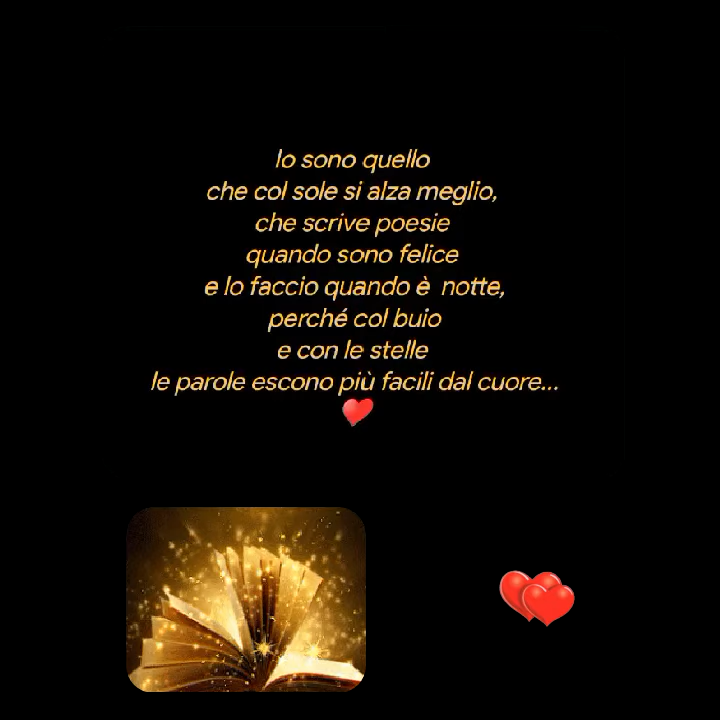 Io sono quello
che col sole si alza meglio,
che scrive poesie
quando sono felice
e lo faccio quando è  notte,
perché col buio
e con le stelle
le parole escono più facili dal cuore...